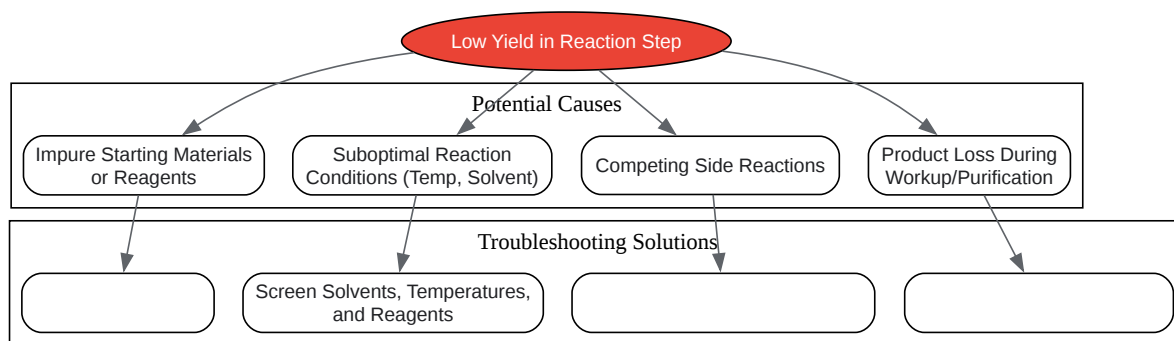 Low Yield in Reaction Step
Potential Causes
Impure Starting Materials
or Reagents
Suboptimal Reaction
Conditions (Temp, Solvent)
Competing Side Reactions
Product Loss During
Workup/Purification
Troubleshooting Solutions
Screen Solvents, Temperatures,
and Reagents